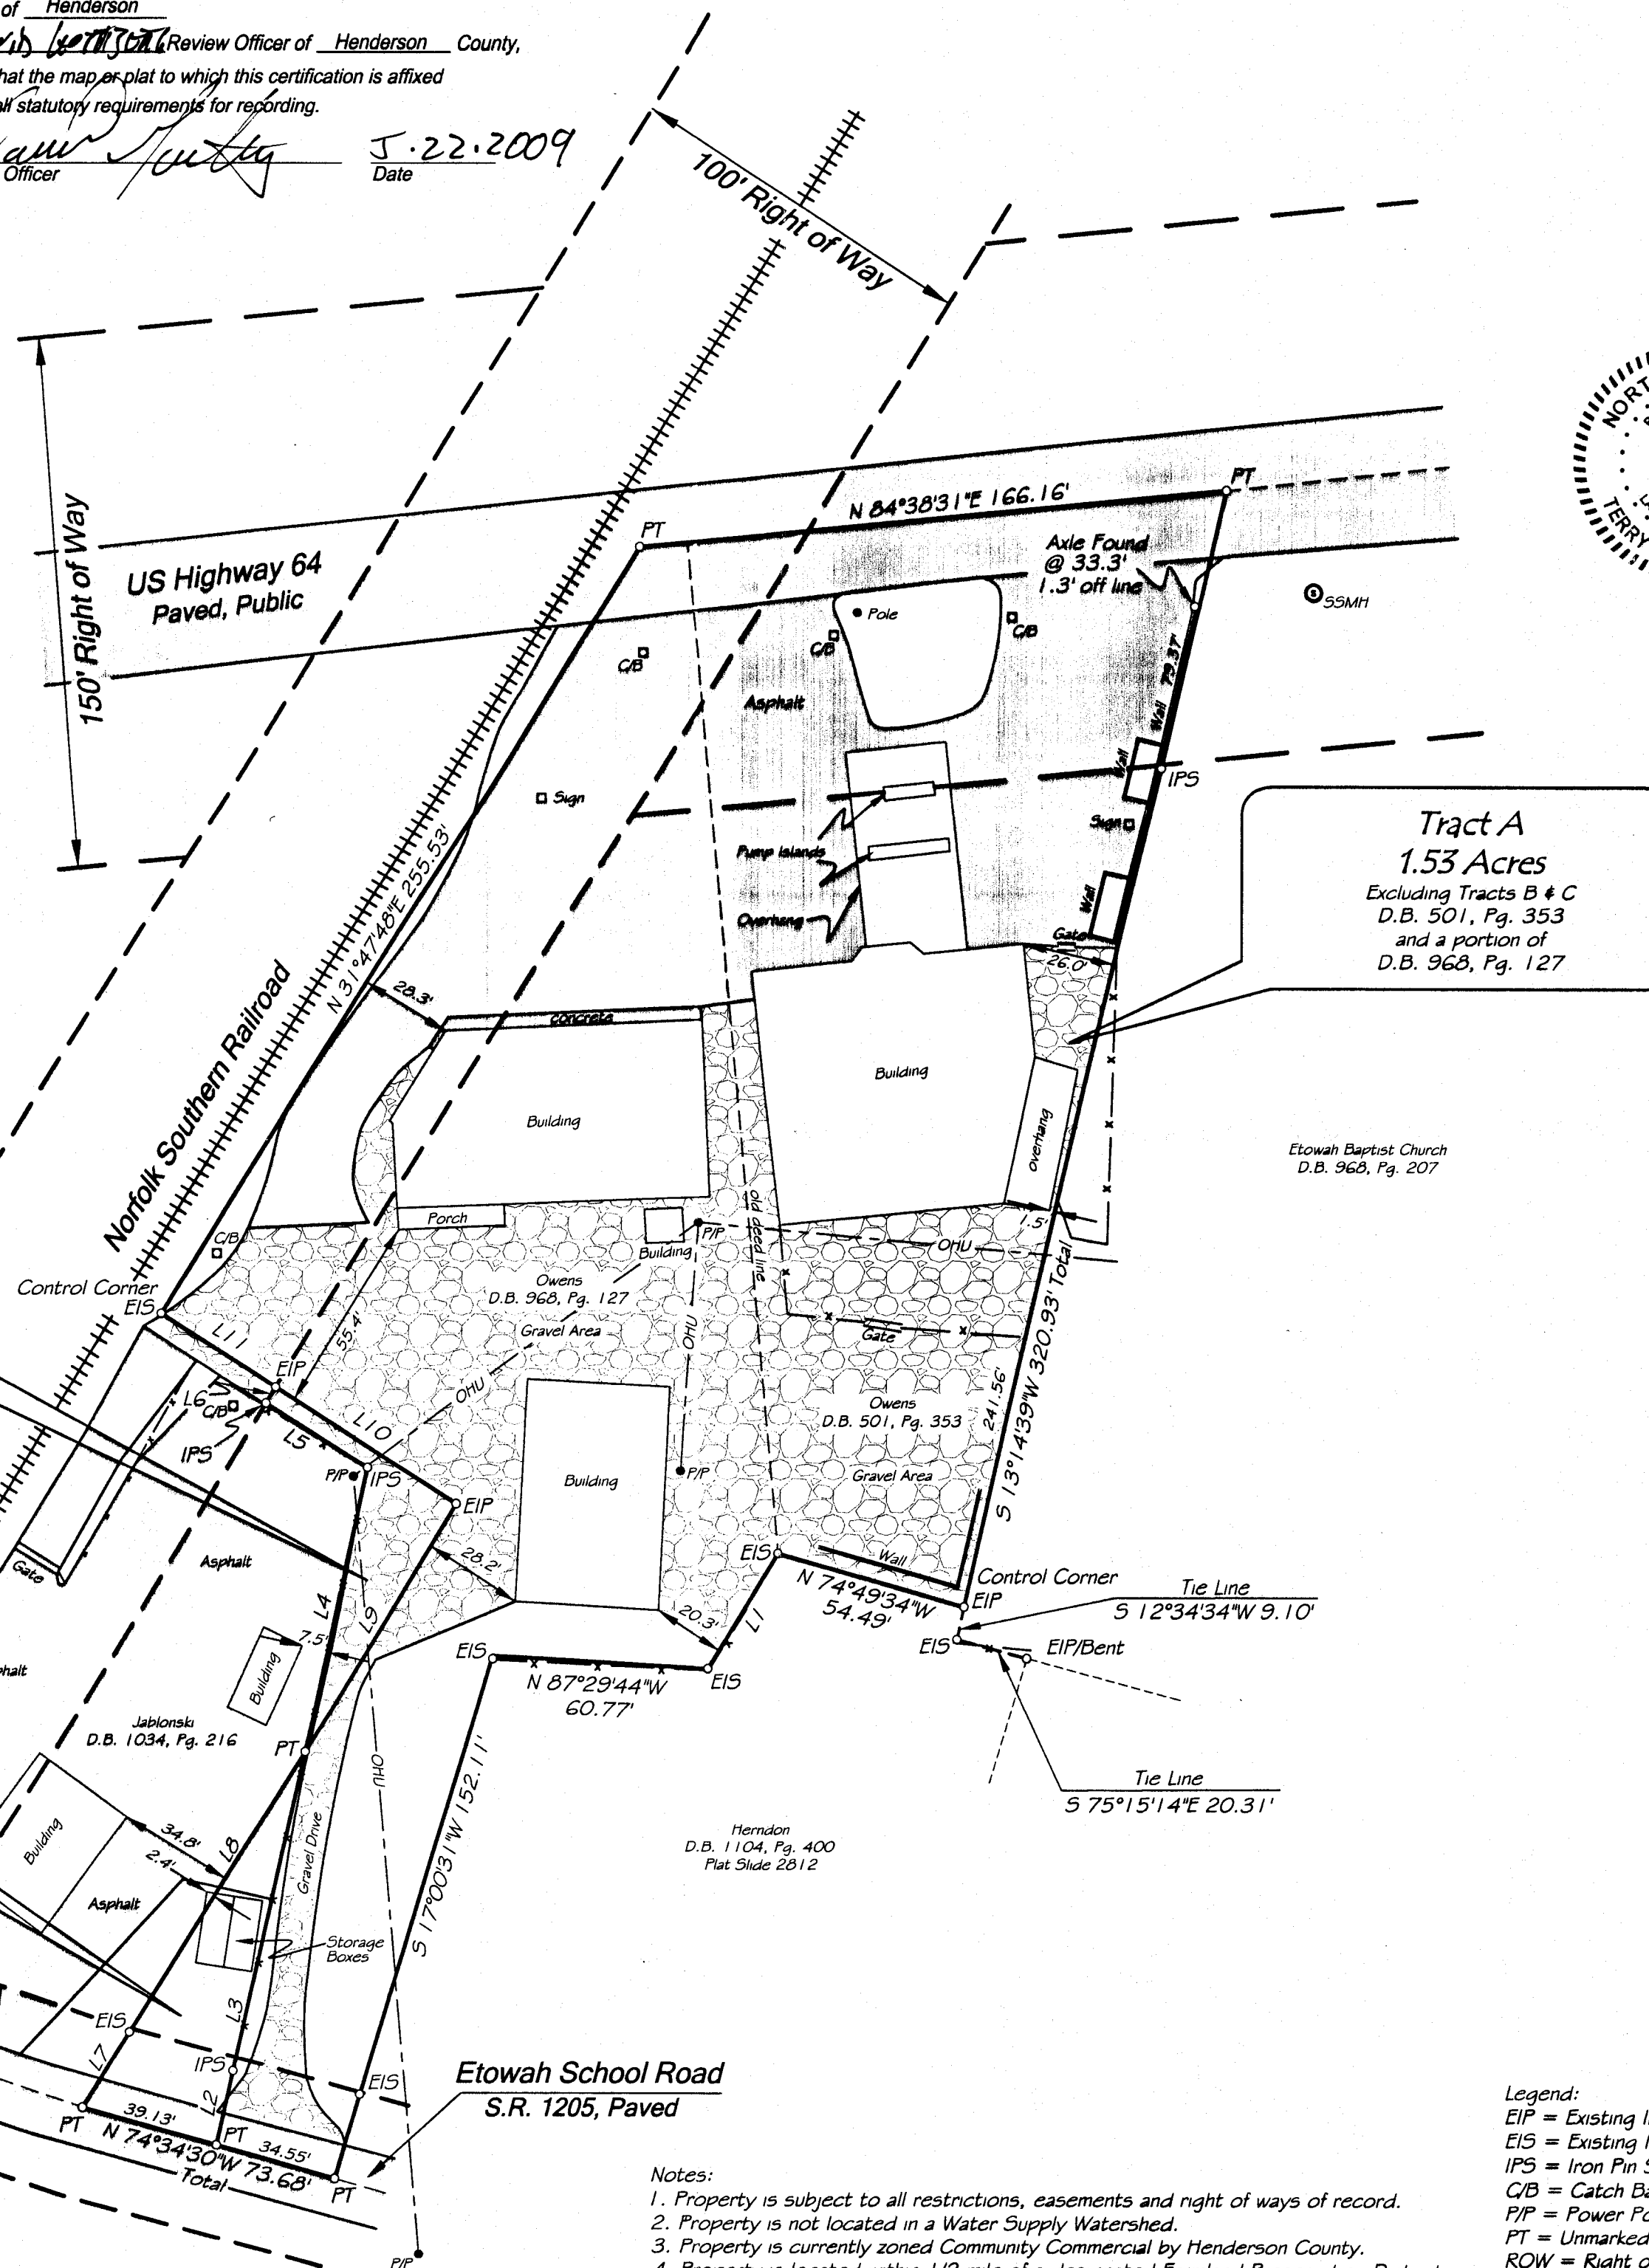 of Henderson
Review Officer of Henderson County,
hat the map or plat to which this certification is affixed
all statutory requirements for recording.
Officer
5.22.2009
Date
100' Right of Way
150' Right of Way
US Highway 64
Paved, Public
NORT
TERRY
PT
N 84°38'31"E 166.16'
PT
Axle Found
@ 33.3'
1.3' off line
SSMH
Pole
C/B
C/B
C/B
Asphalt
79.37'
Wall
Wall
IPS
Sign
Sign
Pump Islands
Overhang
Wall
Gate
26.0'
Tract A
1.53 Acres
Excluding Tracts B & C
D.B. 501, Pg. 353
and a portion of
D.B. 968, Pg. 127
N 31°47'48"E 255.53'
28.3'
concrete
Norfolk Southern Railroad
Building
Building
overhang
Etowah Baptist Church
D.B. 968, Pg. 207
Porch
Building
P/P
old deed line
1.5'
OHU
C/B
Control Corner
EIS
Owens
D.B. 968, Pg. 127
Gravel Area
OHU
Gate
55.4'
L11
EIP
L6
C/B
L10
OHU
L5
IPS
P/P
IPS
EIP
S 13°14'39"W 320.93' Total
241.56'
Owens
D.B. 501, Pg. 353
Gravel Area
P/P
Building
Gate
Asphalt
28.2'
EIS
Wall
N 74°49'34"W
54.49'
Control Corner
EIP
Tie Line
S 12°34'34"W 9.10'
L4
L9
7.5'
20.3'
L1
EIS
EIP/Bent
EIS
N 87°29'44"W
60.77'
EIS
halt
Building
Jablonski
D.B. 1034, Pg. 216
PT
OHU
S 17°00'31"W 152.11'
Tie Line
S 75°15'14"E 20.31'
Herndon
D.B. 1104, Pg. 400
Plat Slide 2812
Building
34.8'
2.4'
L8
Gravel Drive
Asphalt
Storage
Boxes
EIS
L3
L7
IPS
L2
EIS
Etowah School Road
S.R. 1205, Paved
PT
39.13'
PT
34.55'
N 74°34'30"W 73.68'
Total
PT
P/P
Legend:
EIP = Existing I
EIS = Existing
IPS = Iron Pin S
C/B = Catch Ba
P/P = Power Po
PT = Unmarked
ROW = Right o
Notes:
1. Property is subject to all restrictions, easements and right of ways of record.
2. Property is not located in a Water Supply Watershed.
3. Property is currently zoned Community Commercial by Henderson County.